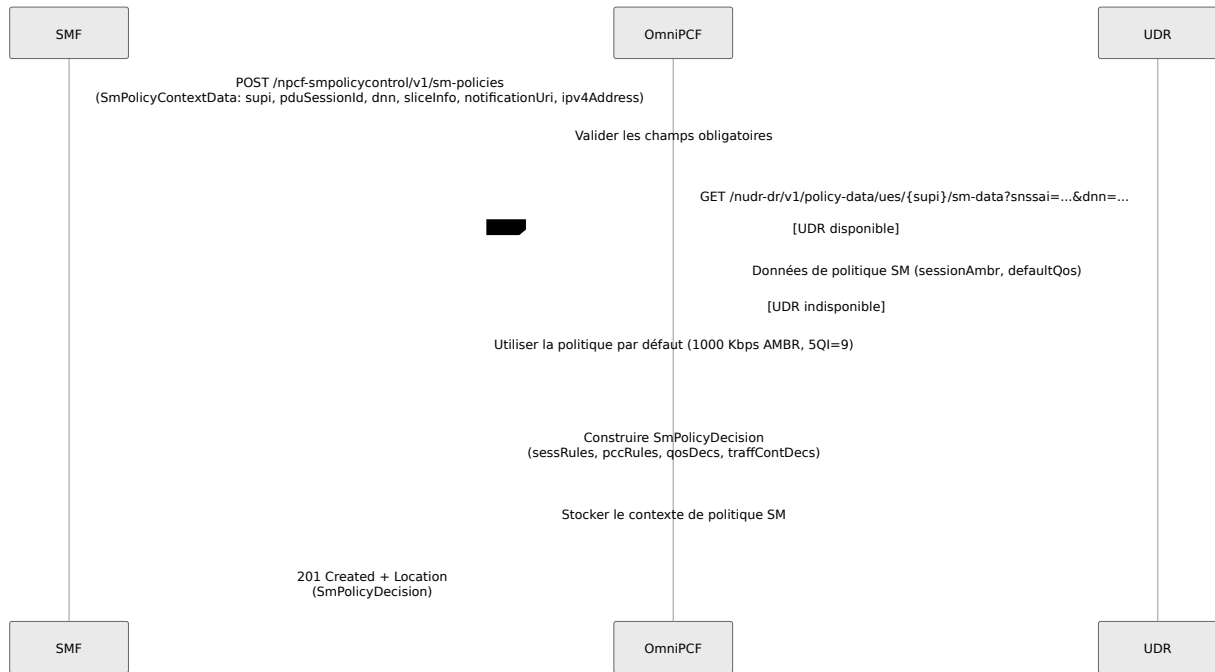 SMF
OmniPCF
UDR
POST /npcf-smpolicycontrol/v1/sm-policies
(SmPolicyContextData: supi, pduSessionId, dnn, sliceInfo, notificationUri, ipv4Address)
Valider les champs obligatoires
GET /nudr-dr/v1/policy-data/ues/{supi}/sm-data?snssai=...&dnn=...
[UDR disponible]
Données de politique SM (sessionAmbr, defaultQos)
[UDR indisponible]
Utiliser la politique par défaut (1000 Kbps AMBR, 5QI=9)
Construire SmPolicyDecision
(sessRules, pccRules, qosDecs, traffContDecs)
Stocker le contexte de politique SM
201 Created + Location
(SmPolicyDecision)
SMF
OmniPCF
UDR